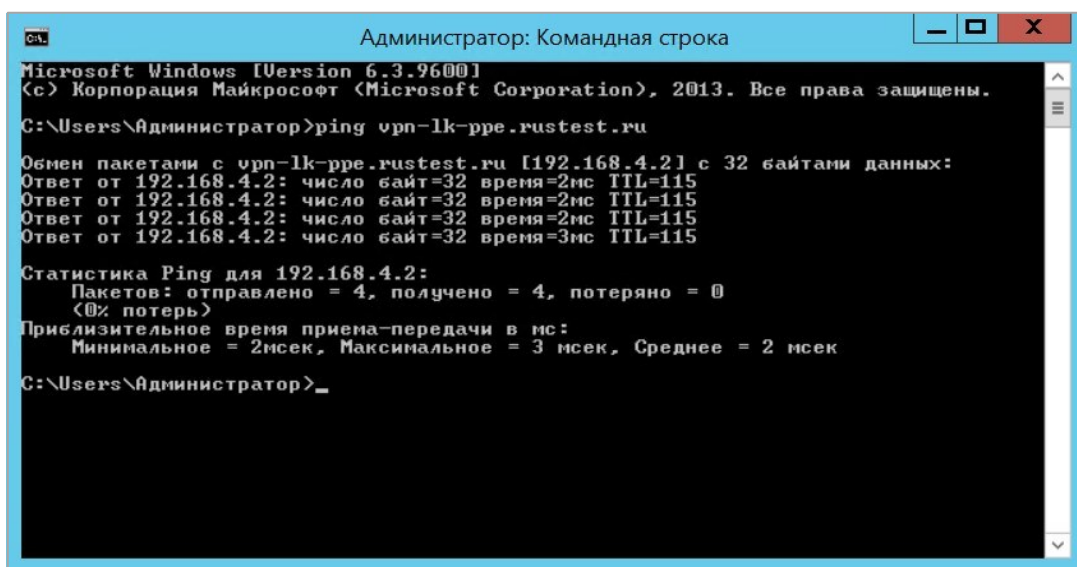 Администратор: Командная строка
Microsoft Windows [Version 6.3.9600]
(c) Корпорация Майкрософт (Microsoft Corporation), 2013. Все права защищены.
C:\Users\Администратор>ping vpn-lk-ppe.rustest.ru
Обмен пакетами с vpn-lk-ppe.rustest.ru [192.168.4.2] с 32 байтами данных:
Ответ от 192.168.4.2: число байт=32 время=2мс TTL=115
Ответ от 192.168.4.2: число байт=32 время=2мс TTL=115
Ответ от 192.168.4.2: число байт=32 время=2мс TTL=115
Ответ от 192.168.4.2: число байт=32 время=3мс TTL=115
Статистика Ping для 192.168.4.2:
Пакетов: отправлено = 4, получено = 4, потеряно = 0
(0% потерь)
Приблизительное время приема-передачи в мс:
Минимальное = 2мсек, Максимальное = 3 мсек, Среднее = 2 мсек
C:\Users\Администратор>_